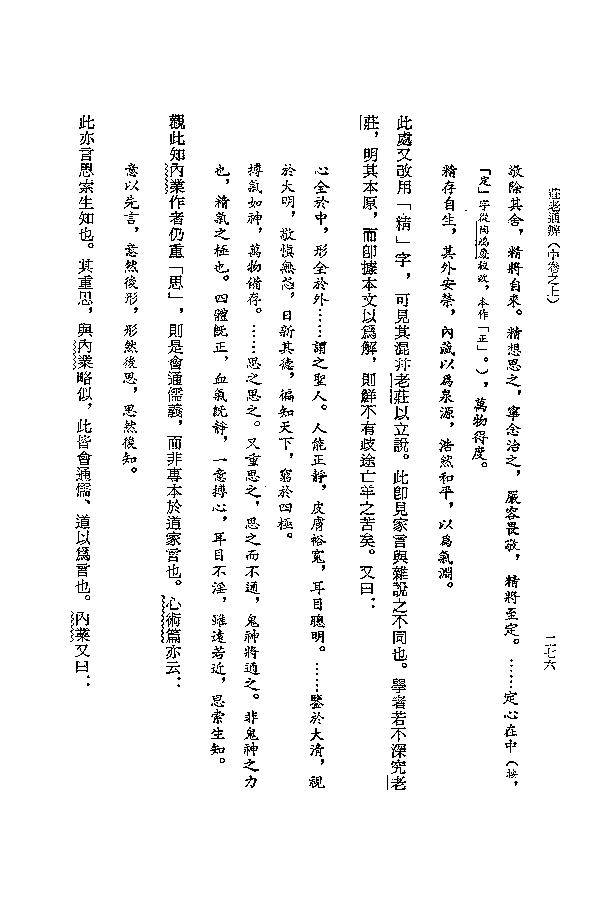 莊老通辨（中卷之上）
二七六
敬除其舍，精將自來。精想思之，寧念治之，嚴容畏敬，精將至定。……定心在中（按，
「定」字從陶鴻慶校改，本作「正」。），萬物得度。
精存自生，其外安榮，內藏以為泉源，浩然和平，以為氣淵。
此處又改用「精」字，可見其混并老莊以立說。此即見家言與雜說之不同也。學者若不深究老
莊，明其本原，而即據本文以為解，則鮮不有歧途亡羊之苦矣。又曰：
心全於中，形全於外……謂之聖人。人能正靜，皮膚裕寬，耳目聰明。……鑒於大清，視
於大明，敬慎無忒，日新其德，徧知天下，窮於四極。
搏氣如神，萬物備存。……思之思之。又重思之，思之而不通，鬼神將通之。非鬼神之力
也，精氣之極也。四體既正，血氣既靜，一意搏心，耳目不淫，雖遠若近，思索生知。
觀此知內業作者仍重「思」，則是會通儒義，而非專本於道家言也。心術篇亦云：
意以先言，意然後形，形然後思，思然後知。
此亦言思索生知也。其重思，與內業略似，此皆會通儒、道以為言也。內業又曰：